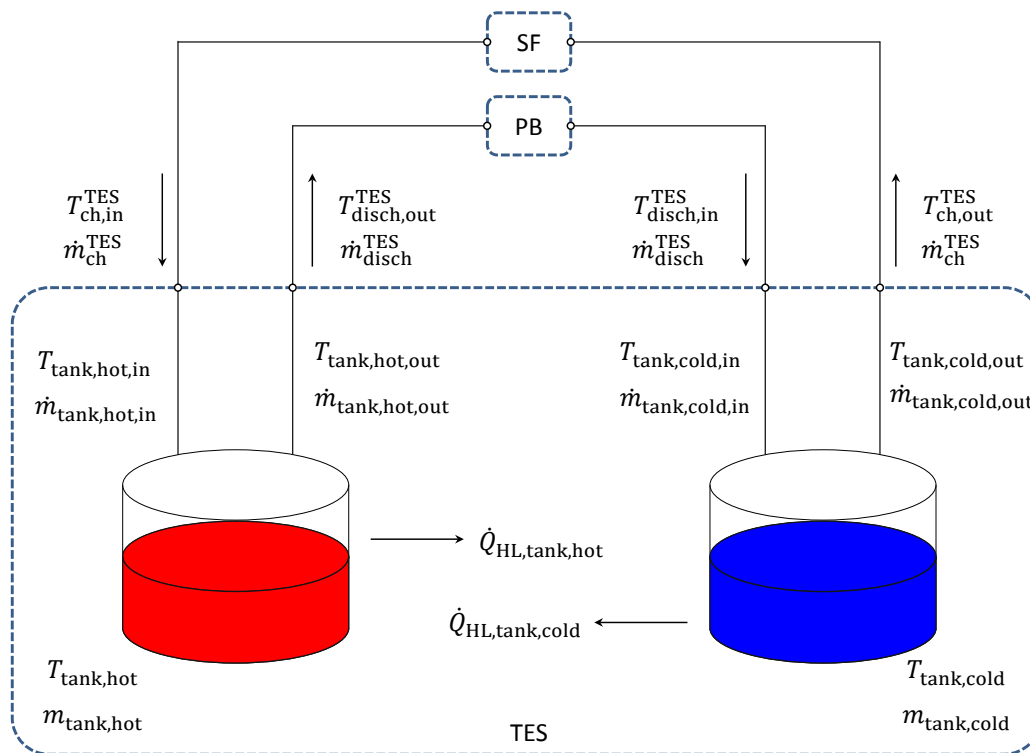 SF
PB
T_ch,in^TES
ṁ_ch^TES
T_disch,out^TES
ṁ_disch^TES
T_disch,in^TES
ṁ_disch^TES
T_ch,out^TES
ṁ_ch^TES
T_tank,hot,in
ṁ_tank,hot,in
T_tank,hot,out
ṁ_tank,hot,out
T_tank,cold,in
ṁ_tank,cold,in
T_tank,cold,out
ṁ_tank,cold,out
Q̇_HL,tank,hot
Q̇_HL,tank,cold
T_tank,hot
m_tank,hot
T_tank,cold
m_tank,cold
TES